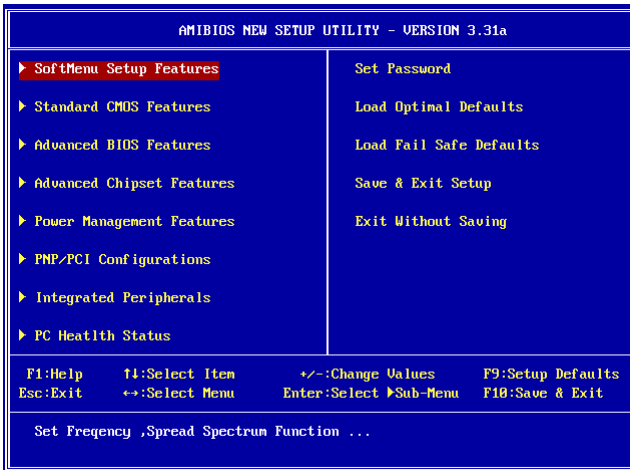 AMIBIOS NEW SETUP UTILITY - VERSION 3.31a
SoftMenu Setup Features
Standard CMOS Features
Advanced BIOS Features
Advanced Chipset Features
Power Management Features
PNP/PCI Configurations
Integrated Peripherals
PC Heatlth Status
Set Password
Load Optimal Defaults
Load Fail Safe Defaults
Save & Exit Setup
Exit Without Saving
F1:Help ↑↓:Select Item +/-:Change Values F9:Setup Defaults
Esc:Exit ↔:Select Menu Enter:Select ▶Sub-Menu F10:Save & Exit
Set Freqency ,Spread Spectrum Function ...